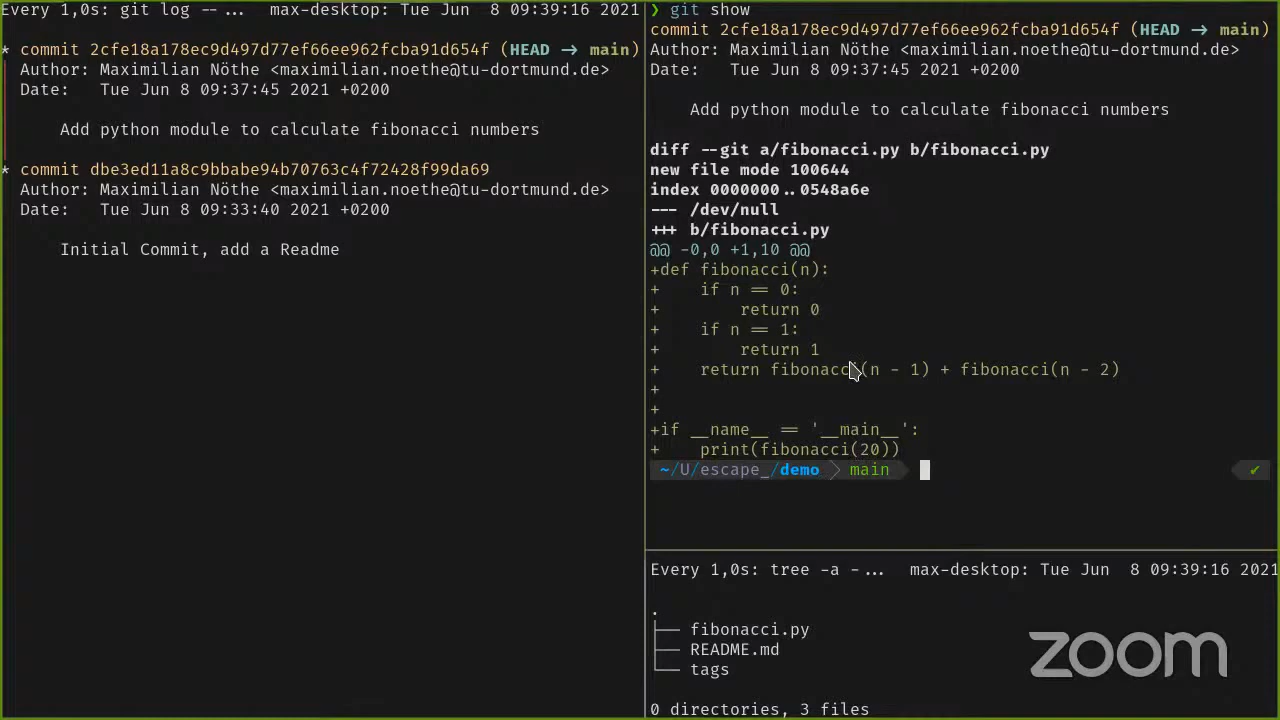 Every 1,0s: git log --... max-desktop: Tue Jun 8 09:39:16 2021
* commit 2cfe18a178ec9d497d77ef66ee962fcba91d654f (HEAD -> main)
Author: Maximilian Nöthe <maximilian.noethe@tu-dortmund.de>
Date: Tue Jun 8 09:37:45 2021 +0200
Add python module to calculate fibonacci numbers
* commit dbe3ed11a8c9bbabe94b70763c4f72428f99da69
Author: Maximilian Nöthe <maximilian.noethe@tu-dortmund.de>
Date: Tue Jun 8 09:33:40 2021 +0200
Initial Commit, add a Readme
❯ git show
commit 2cfe18a178ec9d497d77ef66ee962fcba91d654f (HEAD -> main)
Author: Maximilian Nöthe <maximilian.noethe@tu-dortmund.de>
Date: Tue Jun 8 09:37:45 2021 +0200
Add python module to calculate fibonacci numbers
diff --git a/fibonacci.py b/fibonacci.py
new file mode 100644
index 0000000..0548a6e
--- /dev/null
+++ b/fibonacci.py
@@ -0,0 +1,10 @@
+def fibonacci(n):
+    if n == 0:
+        return 0
+    if n == 1:
+        return 1
+    return fibonacci(n - 1) + fibonacci(n - 2)
+
+
+if __name__ == '__main__':
+    print(fibonacci(20))
~/U/escape_/demo main ✔
Every 1,0s: tree -a -... max-desktop: Tue Jun 8 09:39:16 2021
.
├── fibonacci.py
├── README.md
└── tags
0 directories, 3 files
zoom